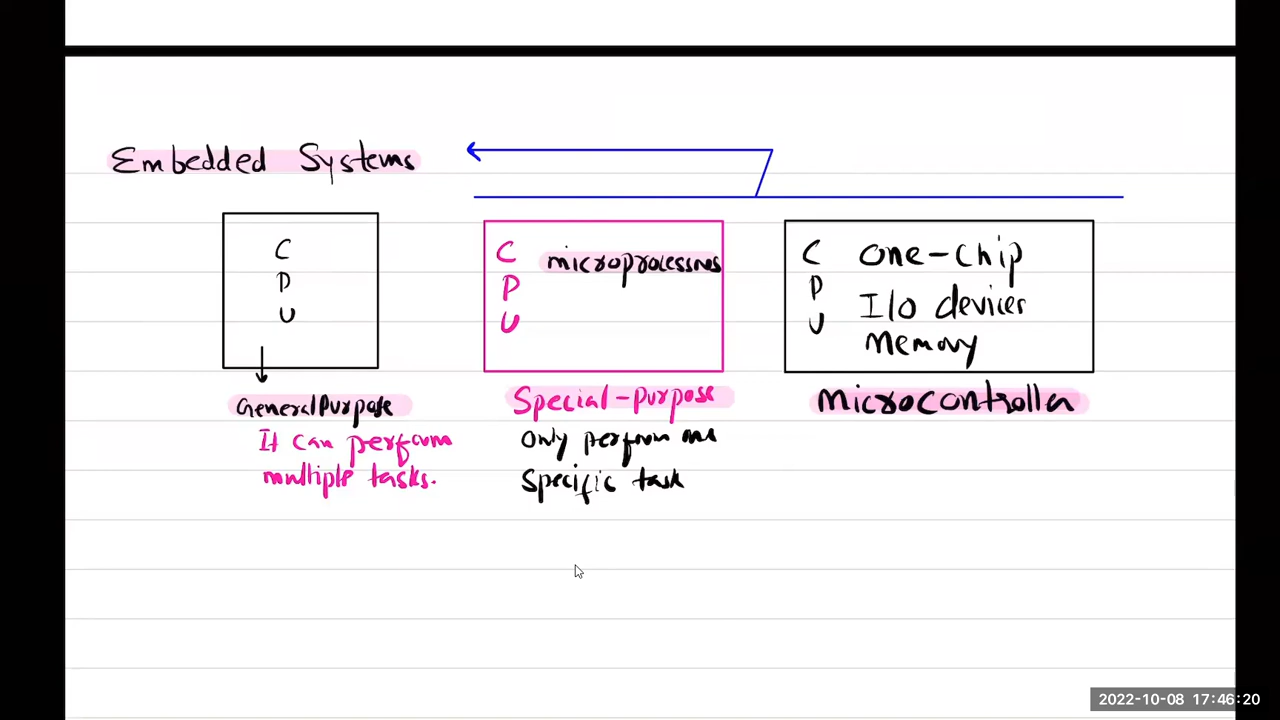 Embedded Systems
C
P
U
General Purpose
It can perform
multiple tasks.
C microprocessors
P
U
Special-purpose
Only perform one
Specific task
C One-chip
P I/O devices
U Memory
Microcontroller
2022-10-08 17:46:20